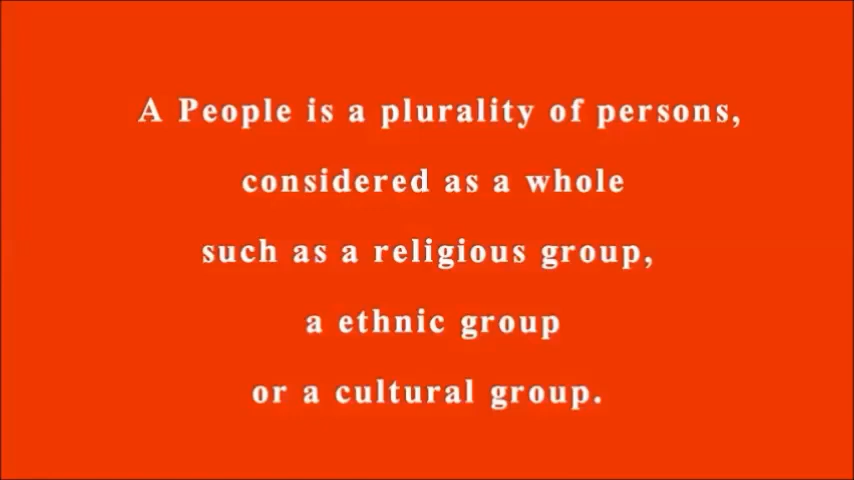 A People is a plurality of persons,
considered as a whole
such as a religious group,
a ethnic group
or a cultural group.